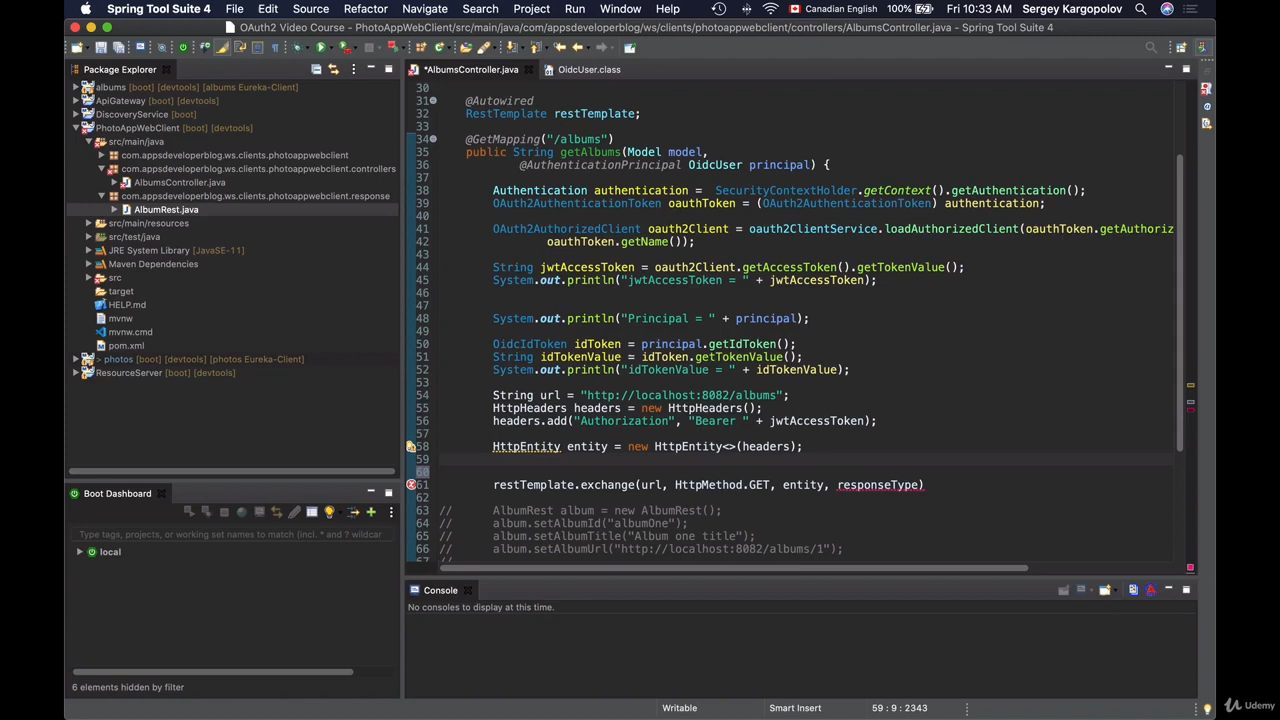 Spring Tool Suite 4 File Edit Source Refactor Navigate Search Project Run Window Help Canadian English 100% Fri 10:33 AM Sergey Kargopolov
OAuth2 Video Course - PhotoAppWebClient/src/main/java/com/appsdeveloperblog/ws/clients/photoappwebclient/controllers/AlbumsController.java - Spring Tool Suite 4
Package Explorer
albums [boot] [devtools] [albums Eureka-Client]
ApiGateway [boot] [devtools]
DiscoveryService [boot] [devtools]
PhotoAppWebClient [boot] [devtools]
src/main/java
com.appsdeveloperblog.ws.clients.photoappwebclient
com.appsdeveloperblog.ws.clients.photoappwebclient.controllers
AlbumsController.java
com.appsdeveloperblog.ws.clients.photoappwebclient.response
AlbumRest.java
src/main/resources
src/test/java
JRE System Library [JavaSE-11]
Maven Dependencies
src
target
HELP.md
mvnw
mvnw.cmd
pom.xml
> photos [boot] [devtools] [photos Eureka-Client]
ResourceServer [boot] [devtools]
Boot Dashboard
Type tags, projects, or working set names to match (incl. * and ? wildcar
local
6 elements hidden by filter
*AlbumsController.java OidcUser.class
30
31 @Autowired
32 RestTemplate restTemplate;
33
34 @GetMapping("/albums")
35 public String getAlbums(Model model,
36 @AuthenticationPrincipal OidcUser principal) {
37
38 Authentication authentication = SecurityContextHolder.getContext().getAuthentication();
39 OAuth2AuthenticationToken oauthToken = (OAuth2AuthenticationToken) authentication;
40
41 OAuth2AuthorizedClient oauth2Client = oauth2ClientService.loadAuthorizedClient(oauthToken.getAuthoriz
42 oauthToken.getName());
43
44 String jwtAccessToken = oauth2Client.getAccessToken().getTokenValue();
45 System.out.println("jwtAccessToken = " + jwtAccessToken);
46
47
48 System.out.println("Principal = " + principal);
49
50 OidcIdToken idToken = principal.getIdToken();
51 String idTokenValue = idToken.getTokenValue();
52 System.out.println("idTokenValue = " + idTokenValue);
53
54 String url = "http://localhost:8082/albums";
55 HttpHeaders headers = new HttpHeaders();
56 headers.add("Authorization", "Bearer " + jwtAccessToken);
57
58 HttpEntity entity = new HttpEntity<>(headers);
59
60
61 restTemplate.exchange(url, HttpMethod.GET, entity, responseType)
62
63 // AlbumRest album = new AlbumRest();
64 // album.setAlbumId("albumOne");
65 // album.setAlbumTitle("Album one title");
66 // album.setAlbumUrl("http://localhost:8082/albums/1");
67 //
Console
No consoles to display at this time.
Writable Smart Insert 59 : 9 : 2343
Udemy